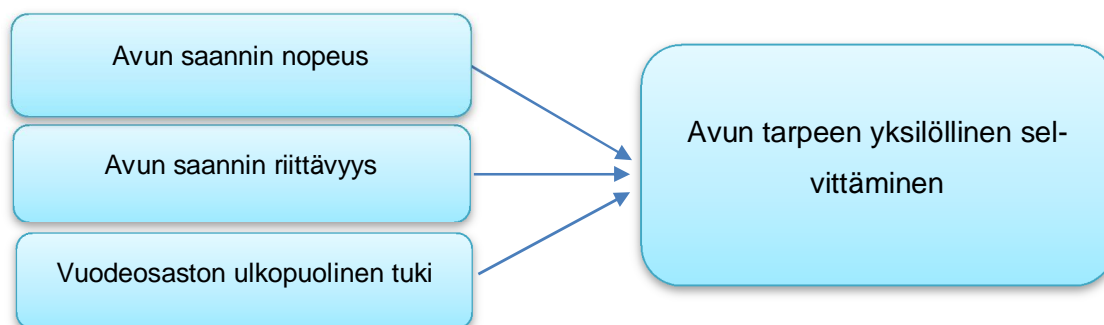 Avun saannin nopeus
Avun saannin riittävyys
Vuodeosaston ulkopuolinen tuki
Avun tarpeen yksilöllinen sel-
vittäminen